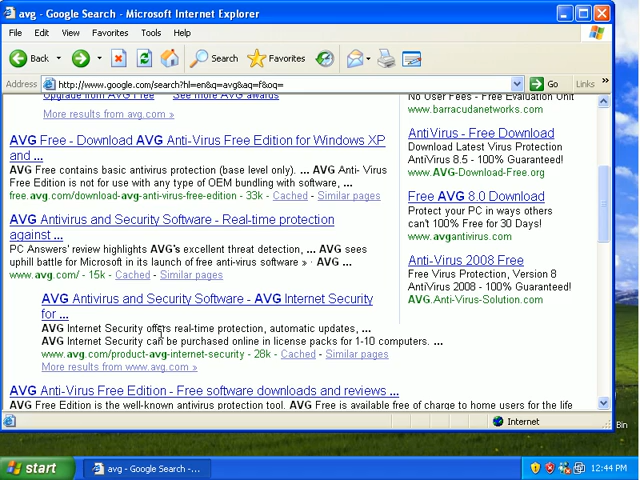 avg - Google Search - Microsoft Internet Explorer
File Edit View Favorites Tools Help
Back Search Favorites
Address http://www.google.com/search?hl=en&q=avg&aq=f&oq= Go Links »
Upgrade from AVG Free See more AVG awards
More results from avg.com »
AVG Free - Download AVG Anti-Virus Free Edition for Windows XP
and ...
AVG Free contains basic antivirus protection (base level only). ... AVG Anti- Virus
Free Edition is not for use with any type of OEM bundling with software, ...
free.avg.com/download-avg-anti-virus-free-edition - 33k - Cached - Similar pages
AVG Antivirus and Security Software - Real-time protection
against ...
PC Answers' review highlights AVG's excellent threat detection, ... AVG sees
uphill battle for Microsoft in its launch of free anti-virus software » · AVG ...
www.avg.com/ - 15k - Cached - Similar pages
AVG Antivirus and Security Software - AVG Internet Security
for ...
AVG Internet Security offers real-time protection, automatic updates, ...
AVG Internet Security can be purchased online in license packs for 1-10 computers. ...
www.avg.com/product-avg-internet-security - 28k - Cached - Similar pages
More results from www.avg.com »
AVG Anti-Virus Free Edition - Free software downloads and reviews ...
AVG Free Edition is the well-known antivirus protection tool. AVG Free is available free of charge to home users for the life
No User Fees - Free Evaluation Unit
www.barracudanetworks.com
AntiVirus - Free Download
Download Latest Virus Protection
AntiVirus 8.5 - 100% Guaranteed!
www.AVG-Download-Free.org
Free AVG 8.0 Download
Protect your PC in ways others
can't 100% Free for 30 Days!
www.avgantivirus.com
Anti-Virus 2008 Free
Free Virus Protection, Version 8
AntiVirus 2008 - 100% Guaranteed!
AVG.Anti-Virus-Solution.com
Internet
Bin
start avg - Google Search -... 12:44 PM